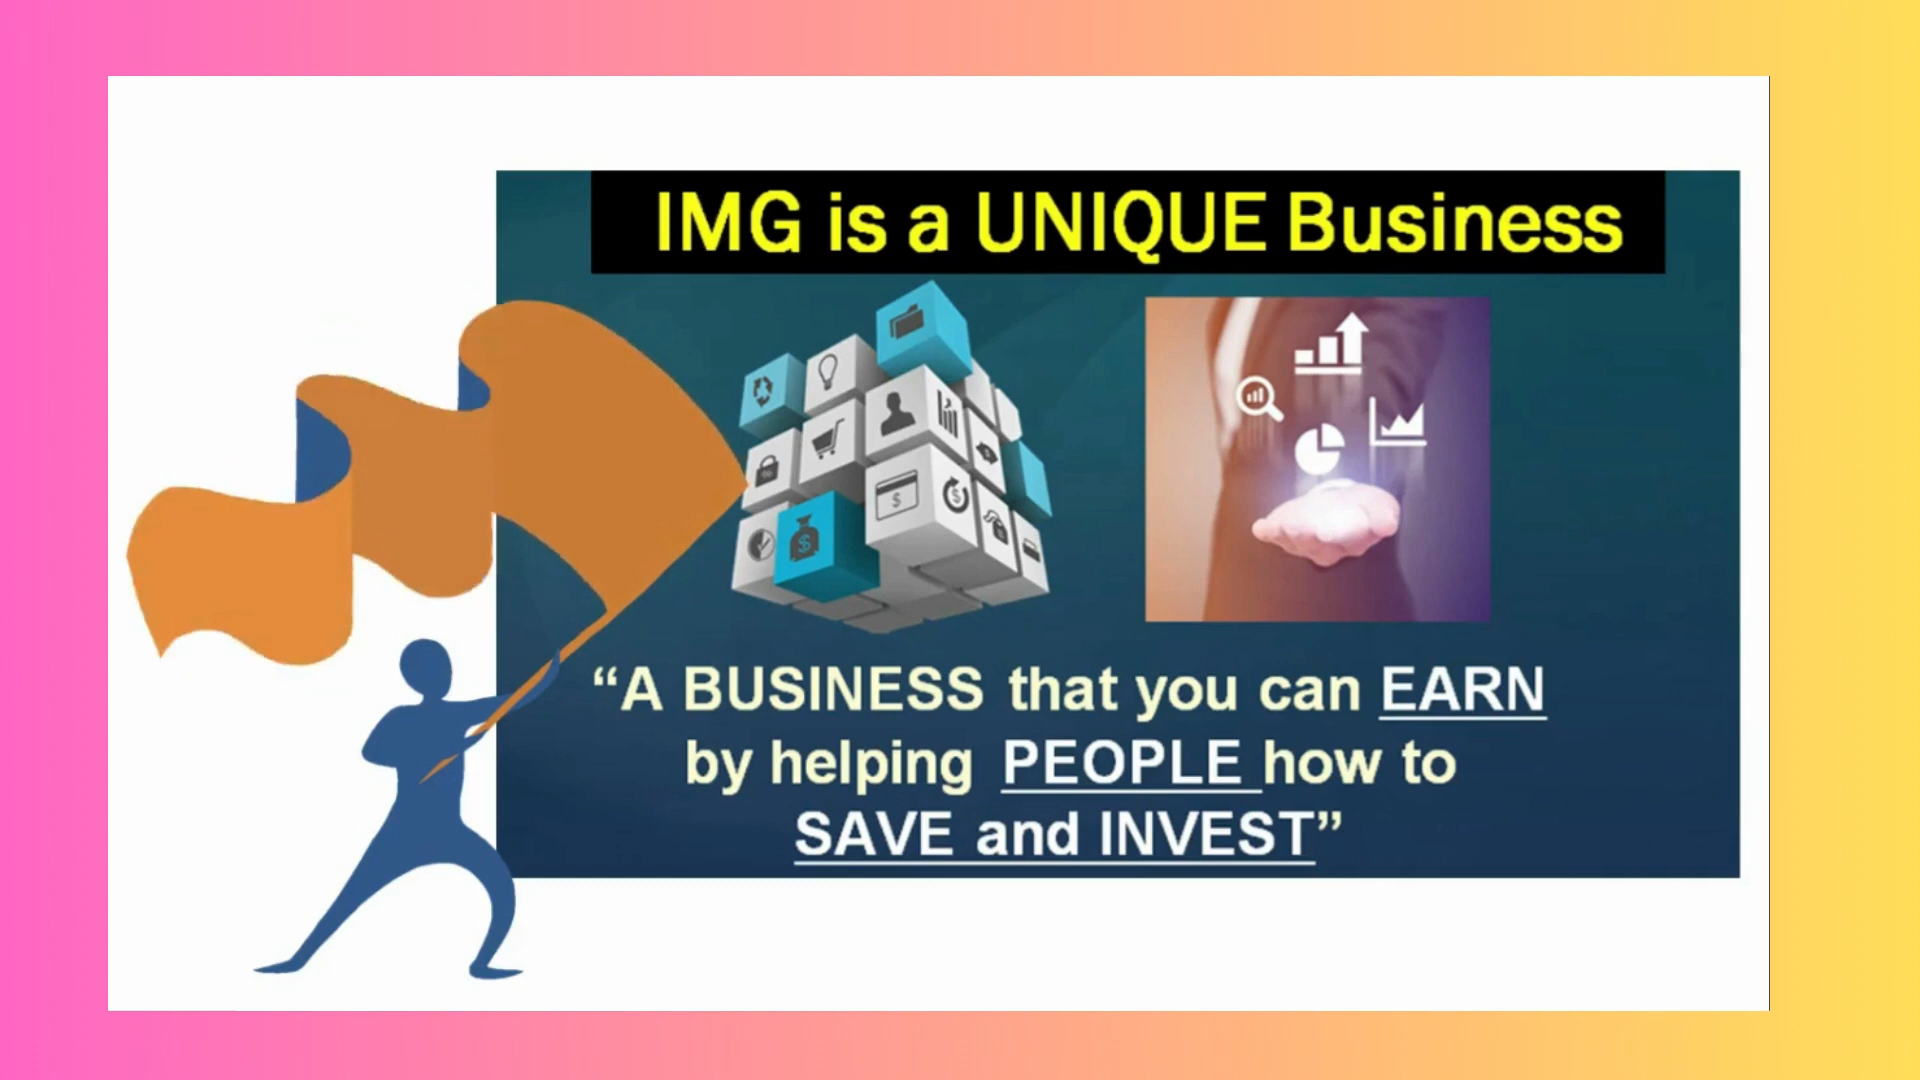 IMG is a UNIQUE Business
“A BUSINESS that you can EARN
by helping PEOPLE how to
SAVE and INVEST”